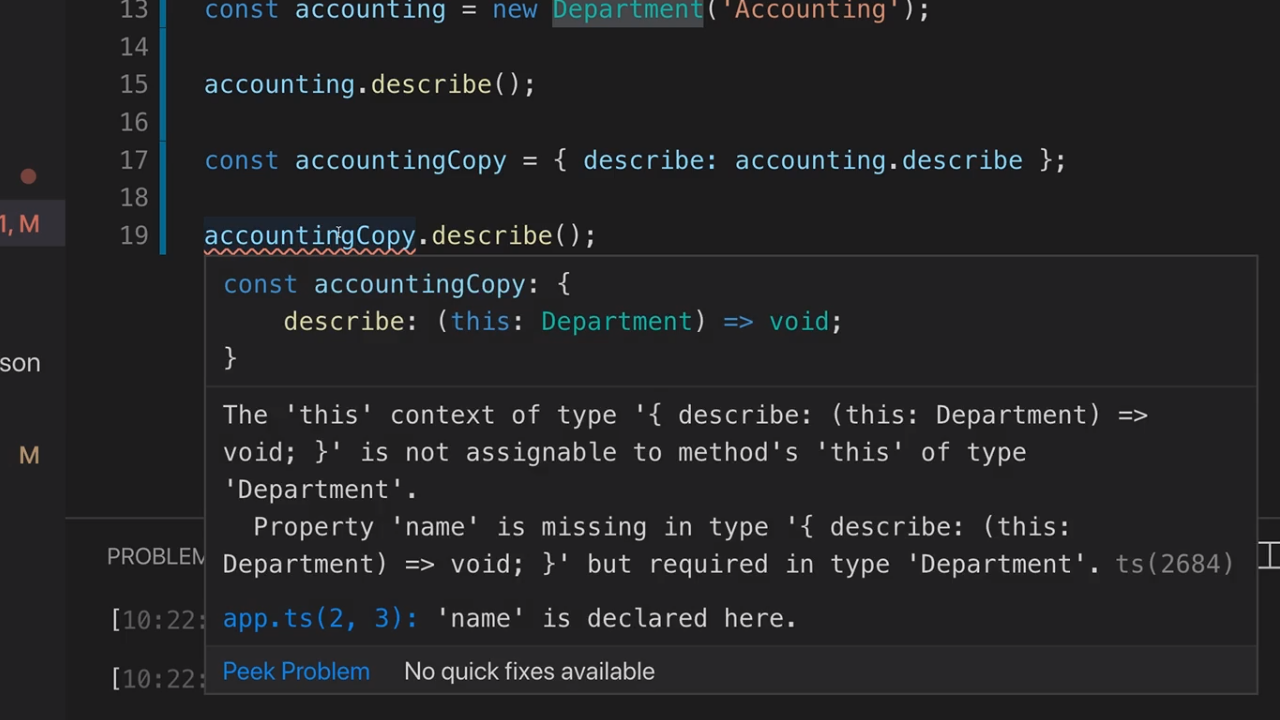 13 const accounting = new Department('Accounting');
14
15 accounting.describe();
16
17 const accountingCopy = { describe: accounting.describe };
18
1, M
19 accountingCopy.describe();
const accountingCopy: {
describe: (this: Department) => void;
}
son
The 'this' context of type '{ describe: (this: Department) =>
void; }' is not assignable to method's 'this' of type
M
'Department'.
Property 'name' is missing in type '{ describe: (this:
Department) => void; }' but required in type 'Department'. ts(2684)
PROBLEM
app.ts(2, 3): 'name' is declared here.
[10:22:
Peek Problem No quick fixes available
[10:22: